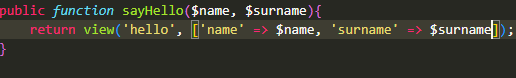 public function sayHello($name, $surname){
    return view('hello', ['name' => $name, 'surname' => $surname]);
}